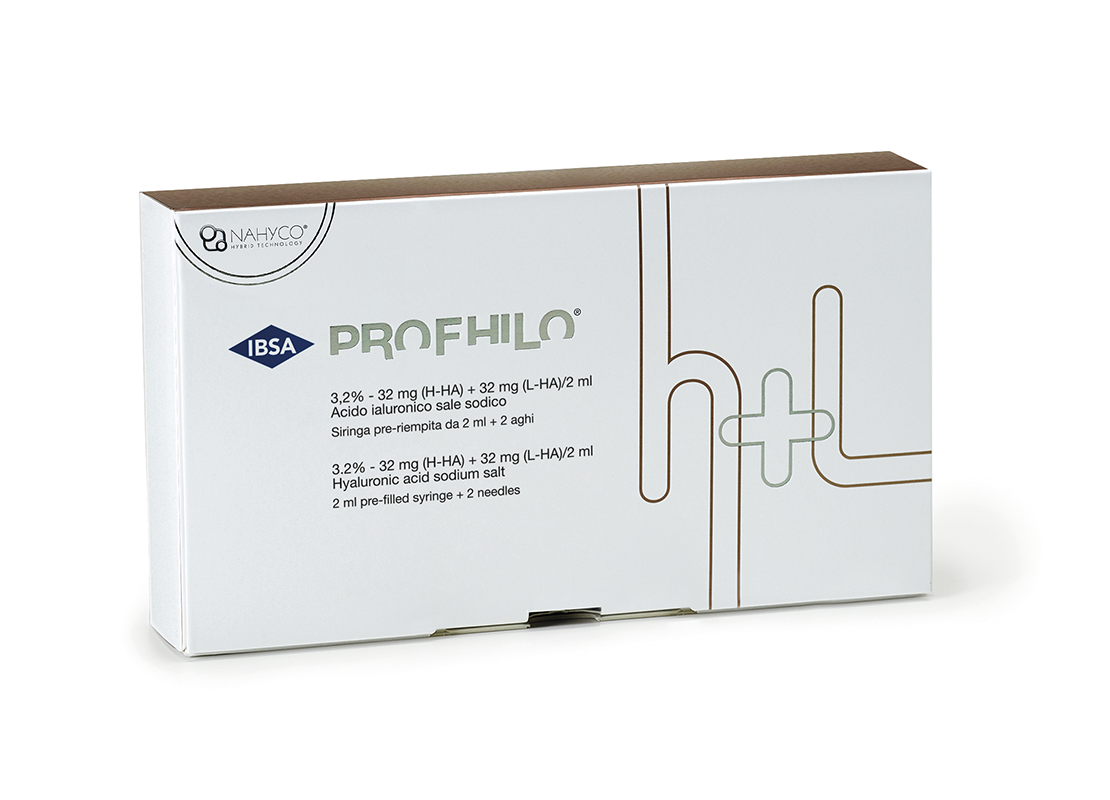 NAHYCO®
HYBRID TECHNOLOGY
IBSA PROFHILO®
3,2% - 32 mg (H-HA) + 32 mg (L-HA)/2 ml
Acido ialuronico sale sodico
Siringa pre-riempita da 2 ml + 2 aghi
3.2% - 32 mg (H-HA) + 32 mg (L-HA)/2 ml
Hyaluronic acid sodium salt
2 ml pre-filled syringe + 2 needles
h+L